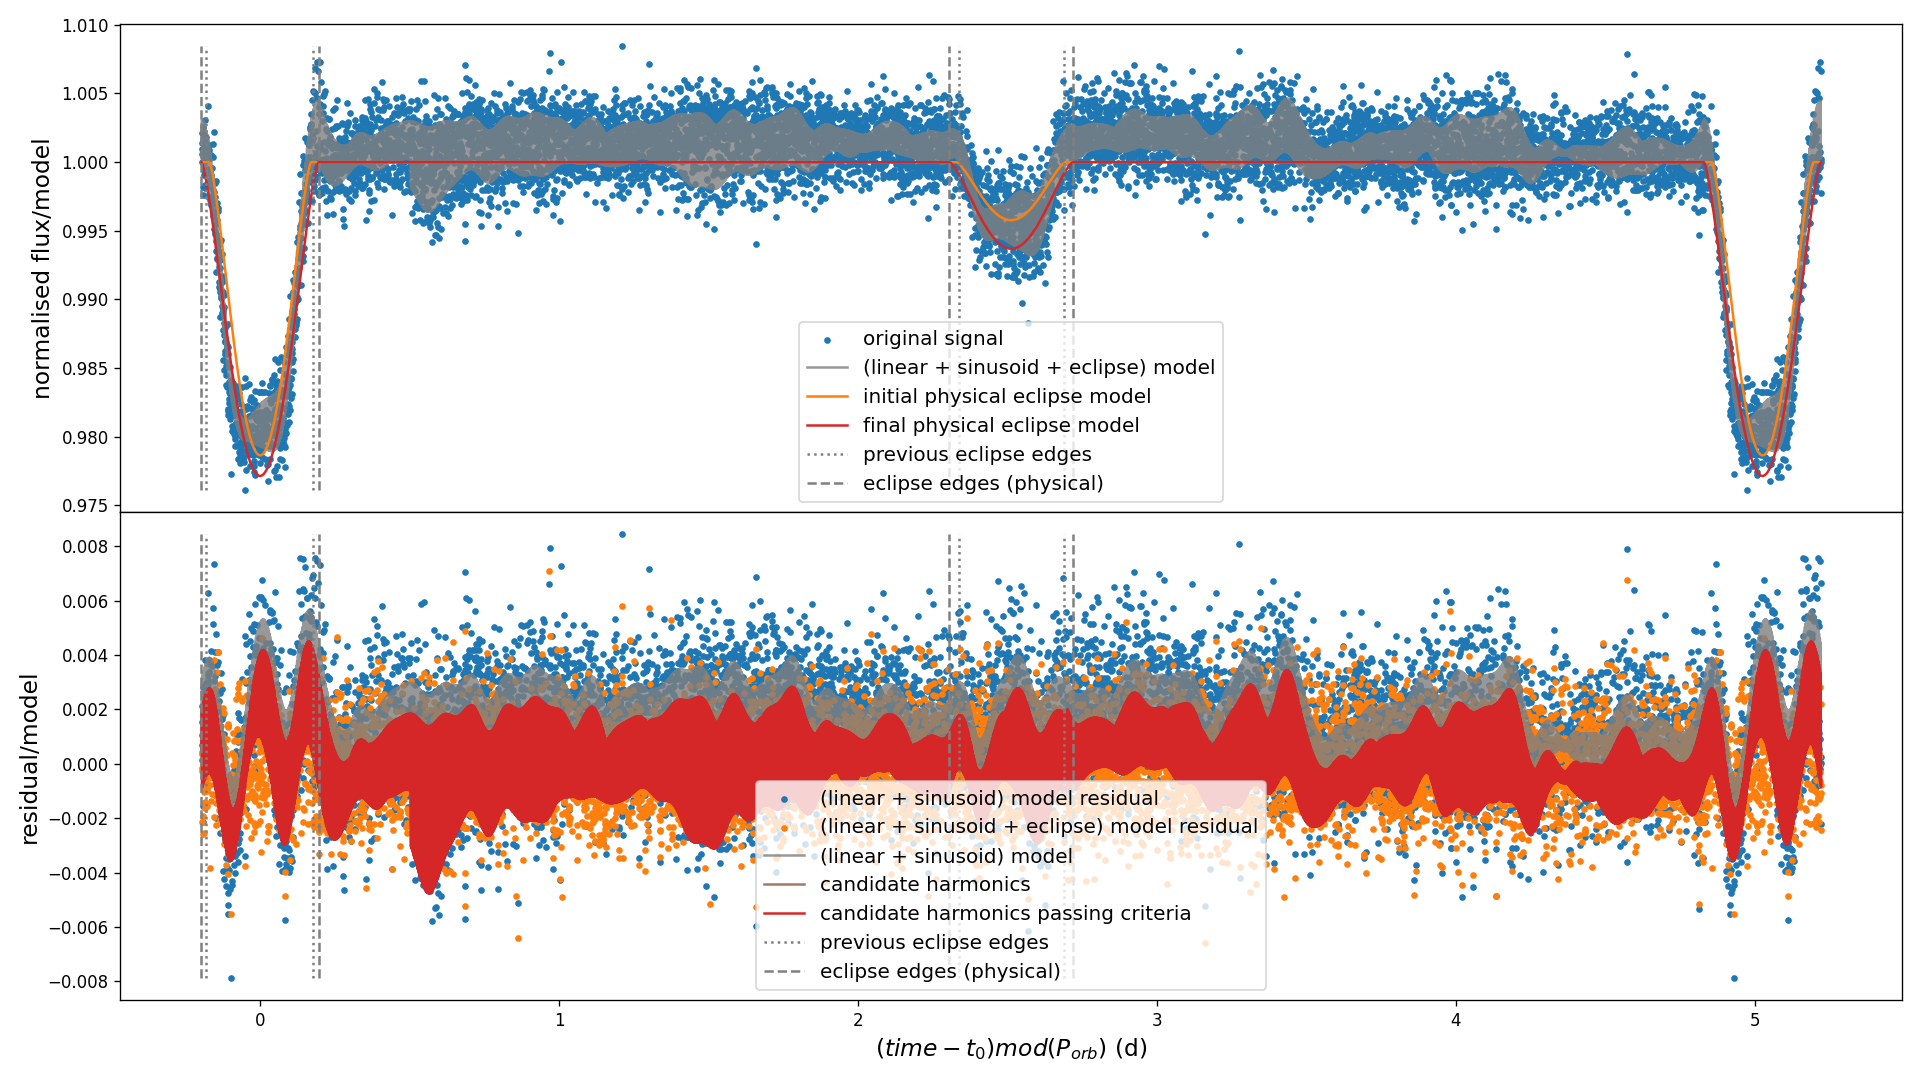 1.010
1.005
1.000
0.995
0.990
0.985
0.980
0.975
normalised flux/model
original signal
(linear + sinusoid + eclipse) model
initial physical eclipse model
final physical eclipse model
previous eclipse edges
eclipse edges (physical)
0.008
0.006
0.004
0.002
0.000
−0.002
−0.004
−0.006
−0.008
residual/model
(linear + sinusoid) model residual
(linear + sinusoid + eclipse) model residual
(linear + sinusoid) model
candidate harmonics
candidate harmonics passing criteria
previous eclipse edges
eclipse edges (physical)
0 1 2 3 4 5
(time − t₀)mod(P_orb) (d)